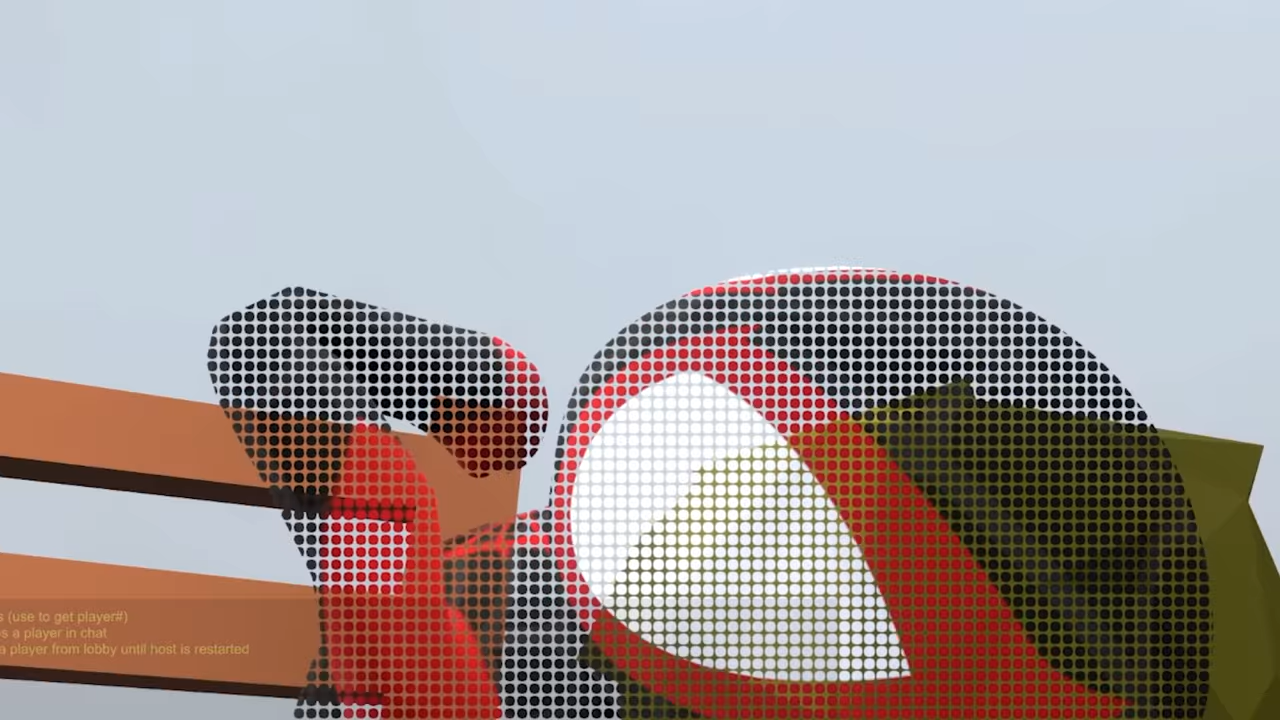 s (use to get player#)
s a player in chat
a player from lobby until host is restarted